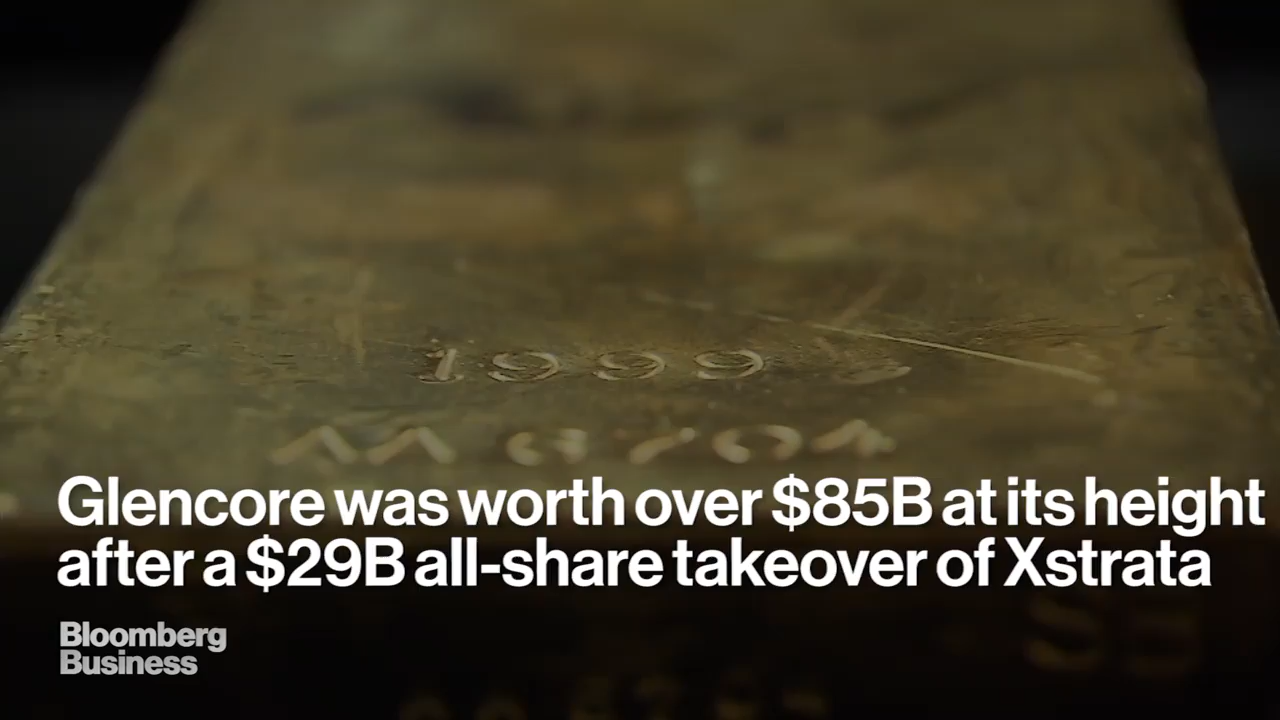 1999
Glencore was worth over $85B at its height
after a $29B all-share takeover of Xstrata
Bloomberg
Business